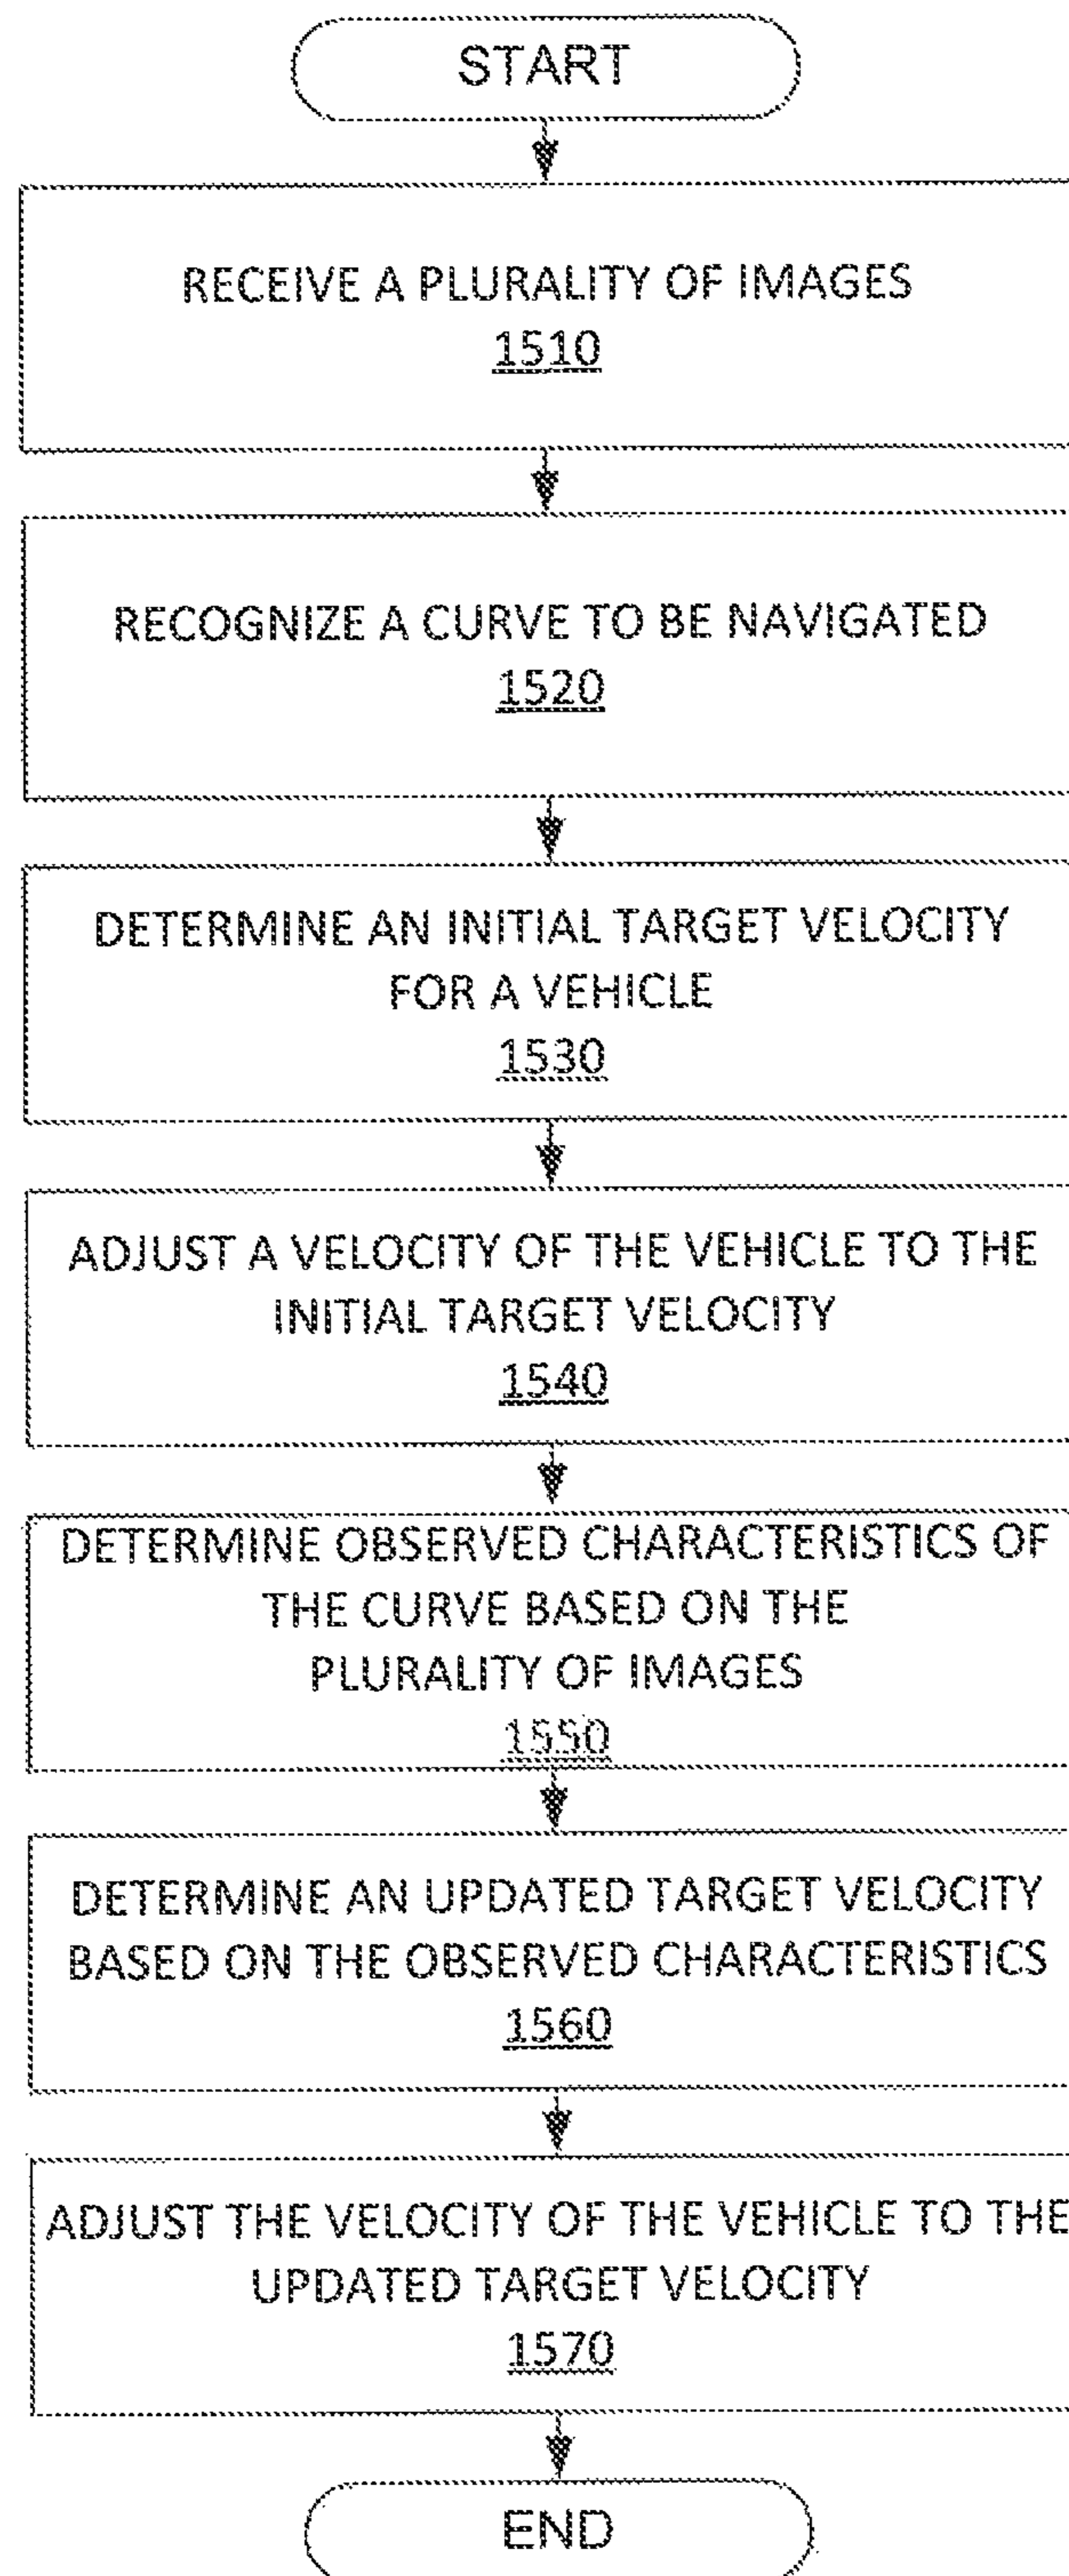 START
RECEIVE A PLURALITY OF IMAGES
1510
RECOGNIZE A CURVE TO BE NAVIGATED
1520
DETERMINE AN INITIAL TARGET VELOCITY
FOR A VEHICLE
1530
ADJUST A VELOCITY OF THE VEHICLE TO THE
INITIAL TARGET VELOCITY
1540
DETERMINE OBSERVED CHARACTERISTICS OF
THE CURVE BASED ON THE
PLURALITY OF IMAGES
1550
DETERMINE AN UPDATED TARGET VELOCITY
BASED ON THE OBSERVED CHARACTERISTICS
1560
ADJUST THE VELOCITY OF THE VEHICLE TO THE
UPDATED TARGET VELOCITY
1570
END